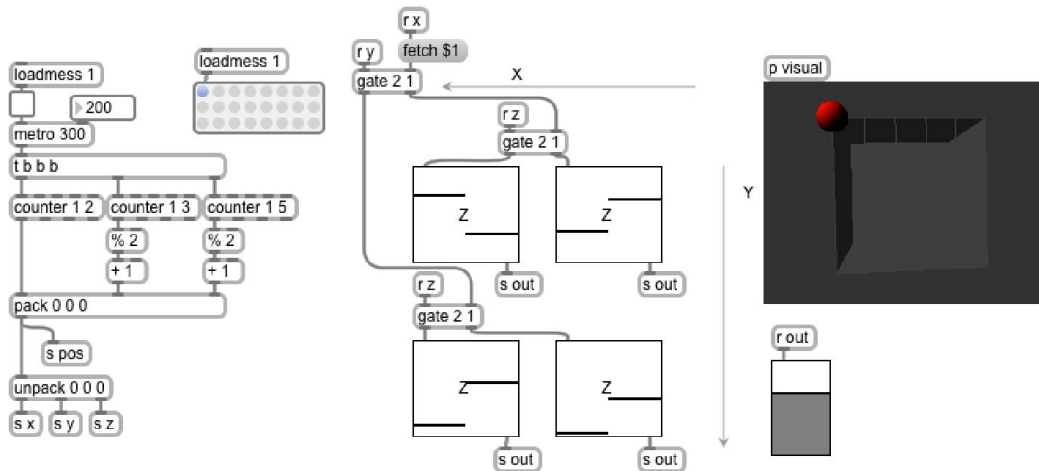 loadmess 1
200
metro 300
t b b b
counter 1 2
counter 1 3
counter 1 5
% 2
% 2
+ 1
+ 1
pack 0 0 0
s pos
unpack 0 0 0
s x
s y
s z
loadmess 1
r x
r y
fetch $1
gate 2 1
X
r z
gate 2 1
Z
Z
s out
s out
r z
gate 2 1
Z
Z
s out
s out
Y
p visual
r out